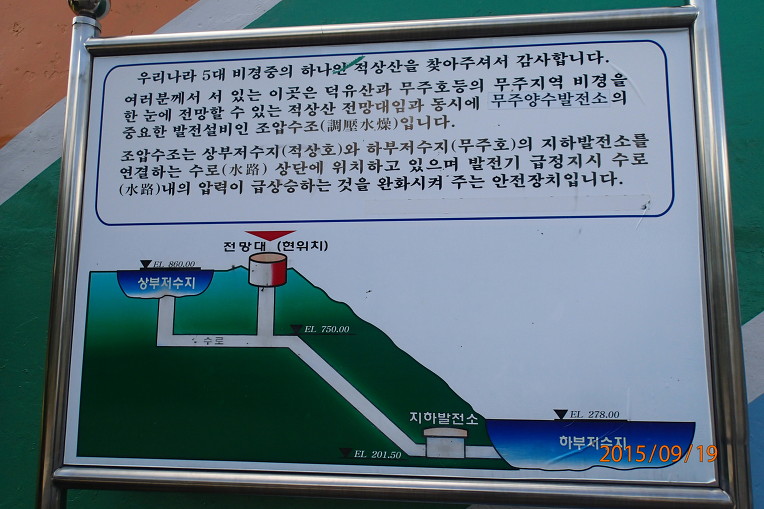 우리나라 5대 비경중의 하나인 적상산을 찾아주셔서 감사합니다.
여러분께서 서 있는 이곳은 덕유산과 무주호등의 무주지역 비경을
한 눈에 전망할 수 있는 적상산 전망대임과 동시에 무주양수발전소의
중요한 발전설비인 조압수조(調壓水燥)입니다.
조압수조는 상부저수지(적상호)와 하부저수지(무주호)의 지하발전소를
연결하는 수로(水路) 상단에 위치하고 있으며 발전기 급정지시 수로
(水路)내의 압력이 급상승하는 것을 완화시켜 주는 안전장치입니다.
전망대 (현위치)
EL 860.00
상부저수지
EL 750.00
수로
지하발전소
EL 278.00
하부저수지
EL 201.50
2015/09/19